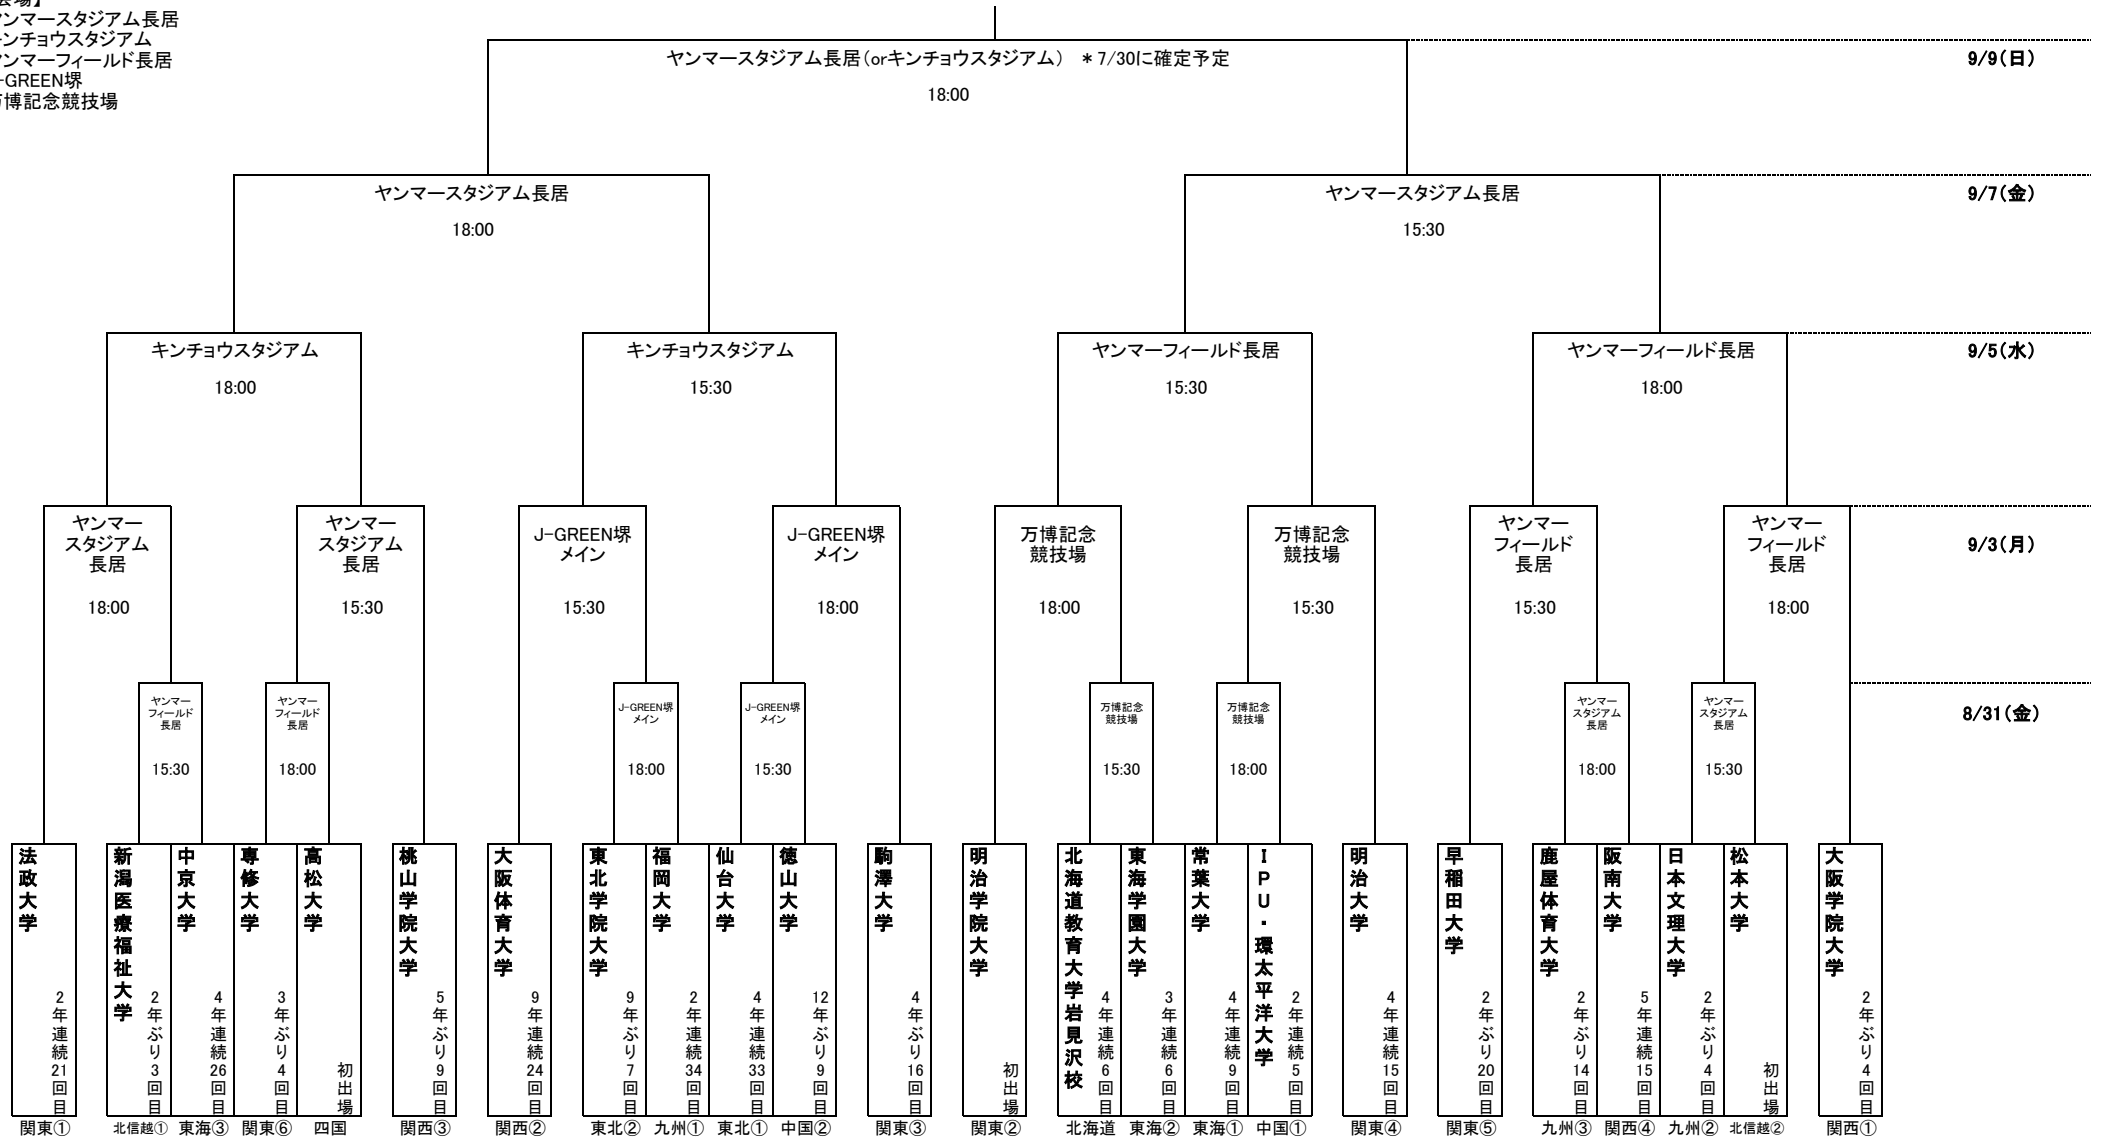 ンマースタジアム長居
ンチョウスタジアム
ンマーフィールド長居
-GREEN堺
博記念競技場
ヤンマースタジアム長居(orキンチョウスタジアム) *7/30に確定予定
18:00
9/9(日)
ヤンマースタジアム長居
18:00
ヤンマースタジアム長居
15:30
9/7(金)
キンチョウスタジアム
18:00
キンチョウスタジアム
15:30
ヤンマーフィールド長居
15:30
ヤンマーフィールド長居
18:00
9/5(水)
ヤンマー
スタジアム
長居
18:00
ヤンマー
スタジアム
長居
15:30
J-GREEN堺
メイン
15:30
J-GREEN堺
メイン
18:00
万博記念
競技場
18:00
万博記念
競技場
15:30
ヤンマー
フィールド
長居
15:30
ヤンマー
フィールド
長居
18:00
9/3(月)
ヤンマー
フィールド
長居
15:30
ヤンマー
フィールド
長居
18:00
J-GREEN堺
メイン
18:00
J-GREEN堺
メイン
15:30
万博記念
競技場
15:30
万博記念
競技場
18:00
ヤンマー
スタジアム
長居
18:00
ヤンマー
スタジアム
長居
15:30
8/31(金)
法政大学
2年連続21回目
関東①
新潟医療福祉大学
2年ぶり3回目
北信越①
中京大学
4年連続26回目
東海③
専修大学
3年ぶり4回目
関東⑥
高松大学
初出場
四国
桃山学院大学
5年ぶり9回目
関西③
大阪体育大学
9年連続24回目
関西②
東北学院大学
9年ぶり7回目
東北②
福岡大学
2年連続34回目
九州①
仙台大学
4年連続33回目
東北①
徳山大学
12年ぶり9回目
中国②
駒澤大学
4年ぶり16回目
関東③
明治学院大学
初出場
関東②
北海道教育大学岩見沢校
4年連続6回目
北海道
東海学園大学
3年連続6回目
東海②
常葉大学
4年連続9回目
東海①
IPU・環太平洋大学
2年連続5回目
中国①
明治大学
4年連続15回目
関東④
早稲田大学
2年ぶり20回目
関東⑤
鹿屋体育大学
2年ぶり14回目
九州③
阪南大学
5年連続15回目
関西④
日本文理大学
2年ぶり4回目
九州②
松本大学
初出場
北信越②
大阪学院大学
2年ぶり4回目
関西①